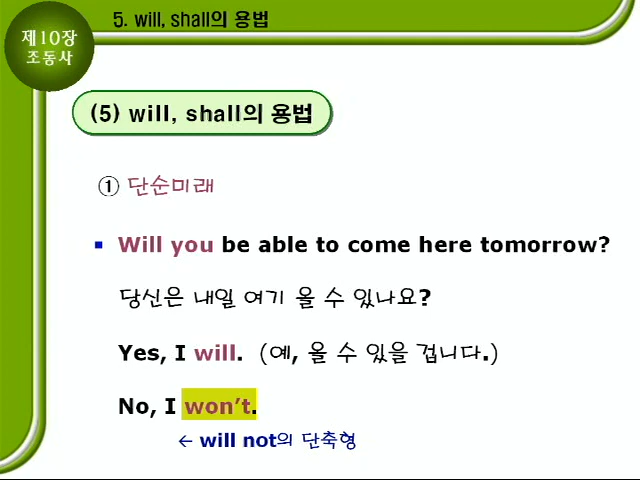 5. will, shall의 용법
제10장
조동사
(5) will, shall의 용법
① 단순미래
▪ Will you be able to come here tomorrow?
당신은 내일 여기 올 수 있나요?
Yes, I will. (예, 올 수 있을 겁니다.)
No, I won't.
← will not의 단축형